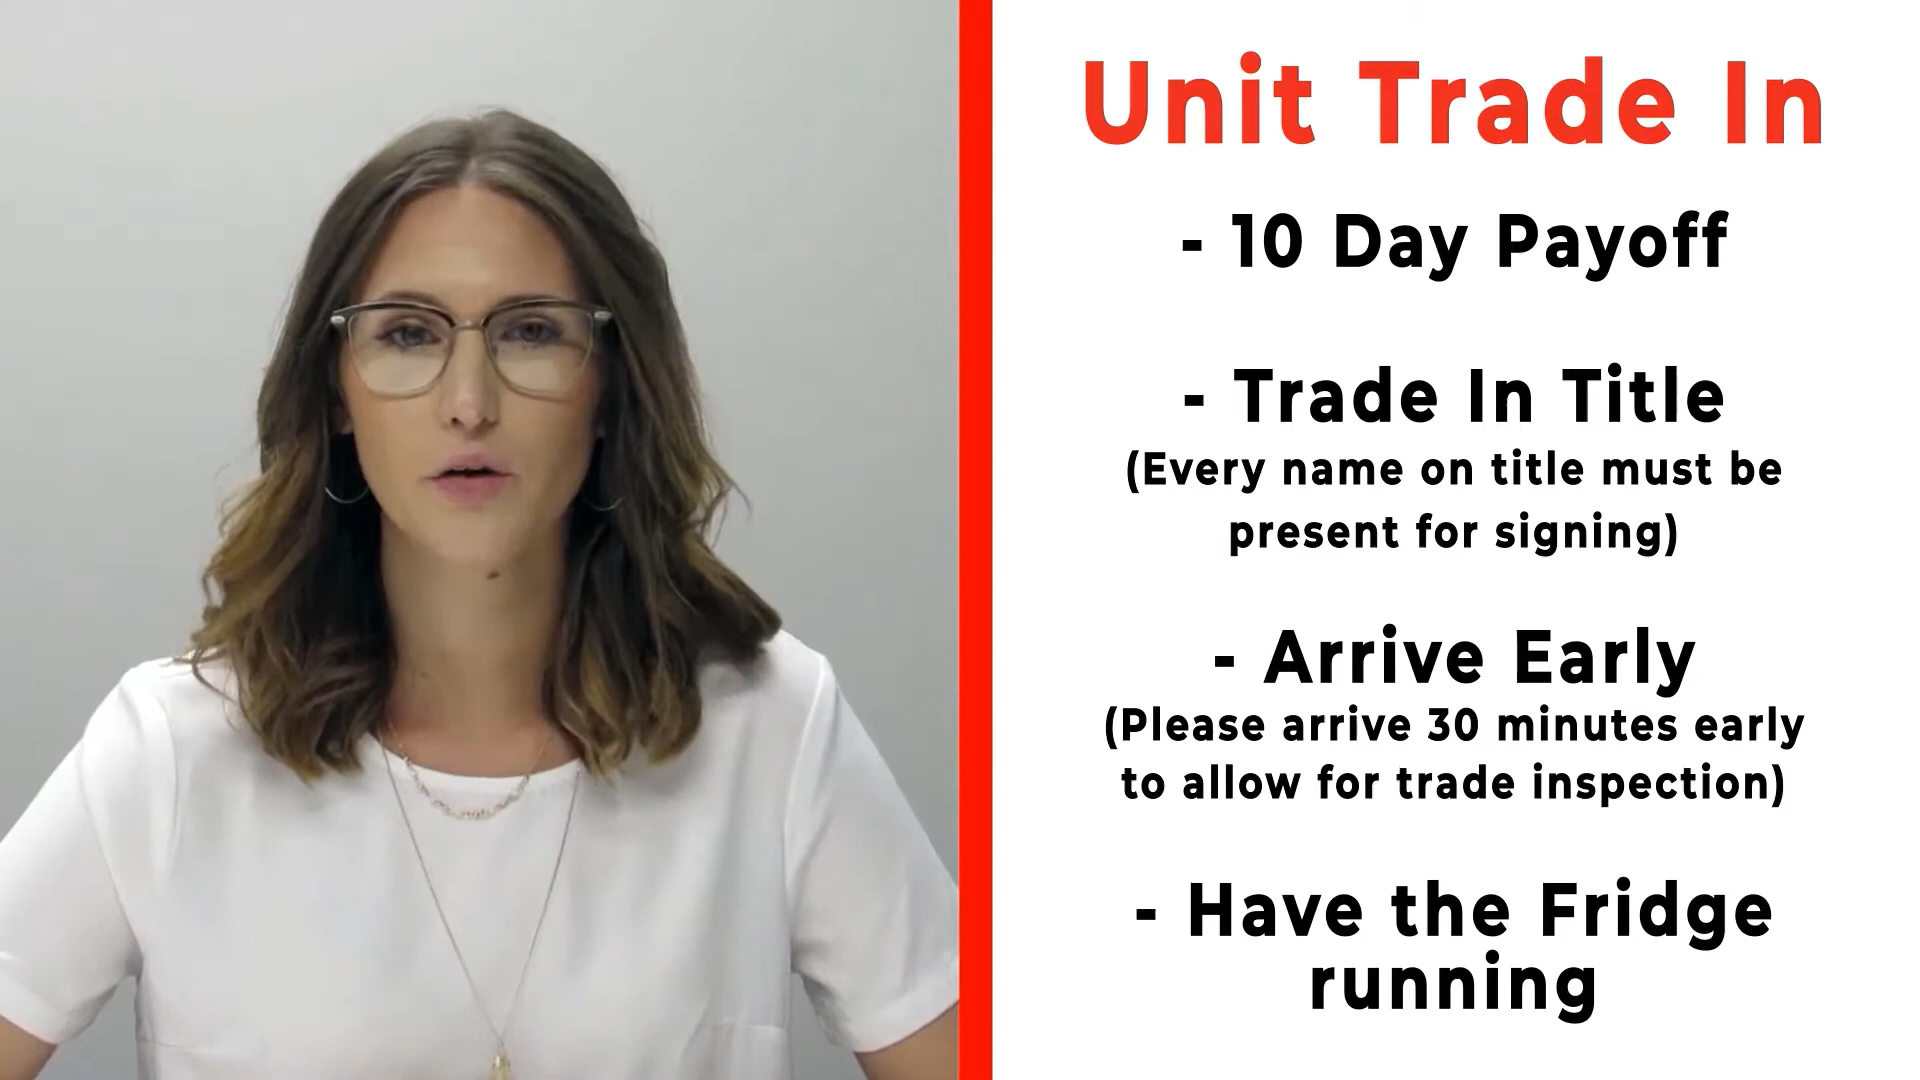 Unit Trade In
- 10 Day Payoff
- Trade In Title
(Every name on title must be
present for signing)
- Arrive Early
(Please arrive 30 minutes early
to allow for trade inspection)
- Have the Fridge
running